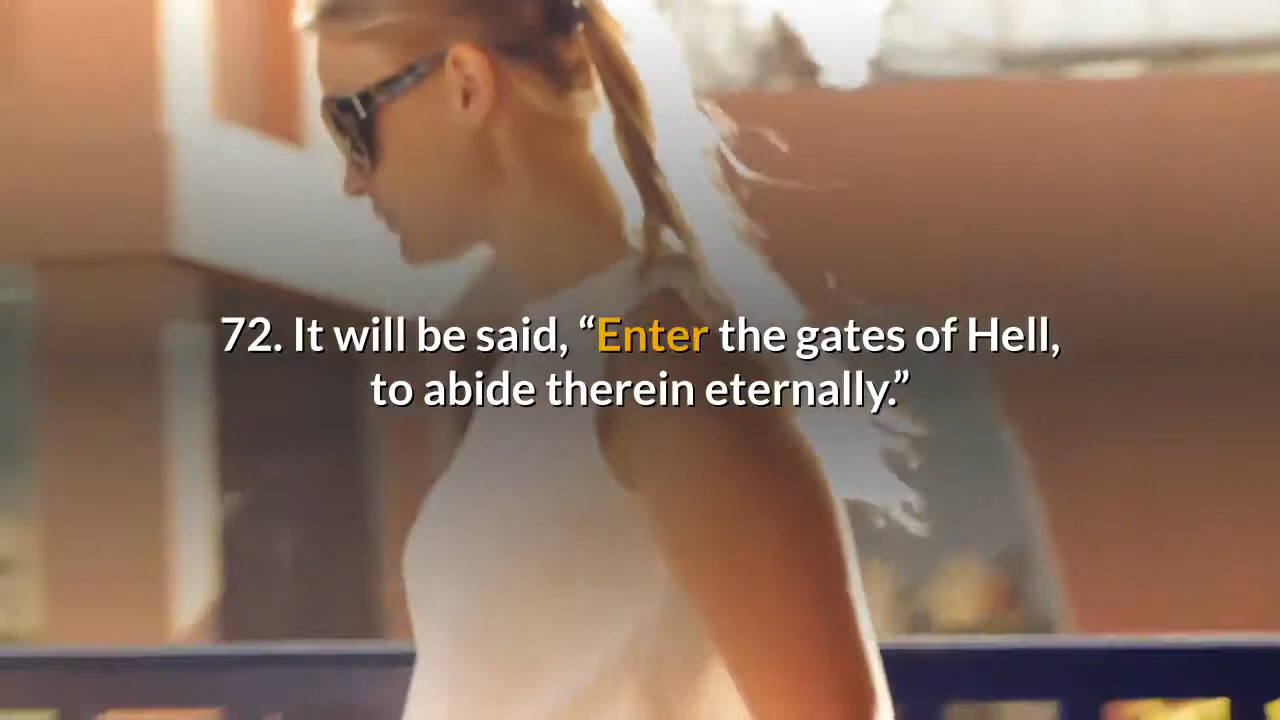 72. It will be said, “Enter the gates of Hell,
to abide therein eternally.”